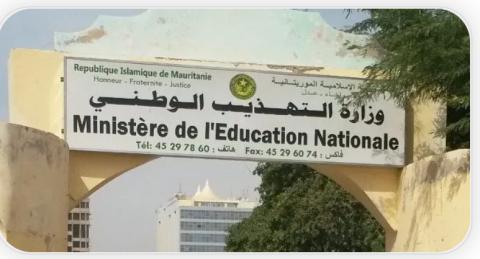 Republique Islamique de Mauritanie
الإسلامية الموريتانية
Honneur - Fraternite - Justice
وزارة التهذيب الوطني
Ministère de l'Education Nationale
Tél: 45 29 78 60 : هاتف Fax: 45 29 60 74 : فاكس